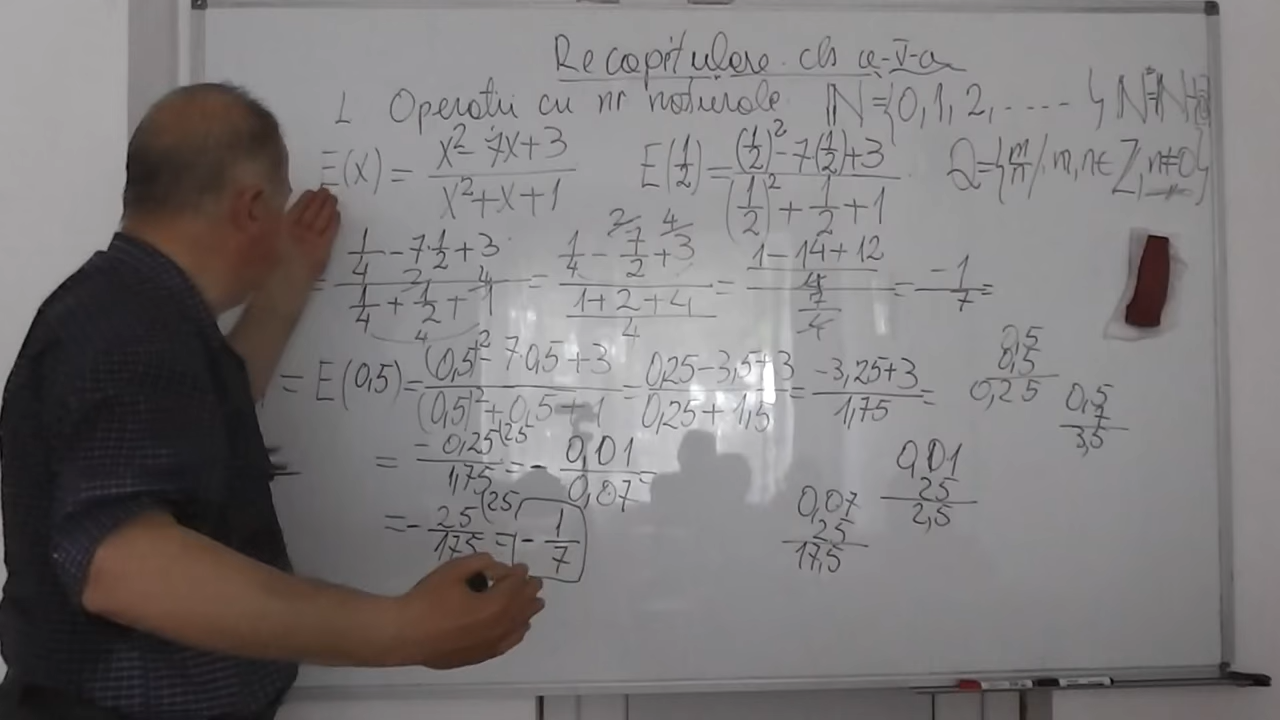 Recapitulare cls a-V-a
1. Operatii cu nr naturale. N={0,1,2,.....} N*=N\{0}
E(x) = (x²-7x+3)/(x²+x+1) E(1/2) = ((1/2)²-7(1/2)+3)/((1/2)²+1/2+1) Q={m/n / m,n∈Z, n≠0}
= (1/4-7·1/2+3)/(1/4+1/2+1) = (1/4-7/2+3)/((1+2+4)/4) = ((1-14+12)/4)/(7/4) = -1/7 =
= E(0,5) = ((0,5)²-7·0,5+3)/((0,5)²+0,5+1) = (0,25-3,5+3)/(0,25+1,5) = (-3,25+3)/1,75 =
0,5
0,5
0,25
0,5
7
3,5
= -0,25/1,75 (25 = -0,01/0,07 =
= -25/175 (25 = -1/7
0,07
25
17,5
0,01
25
2,5